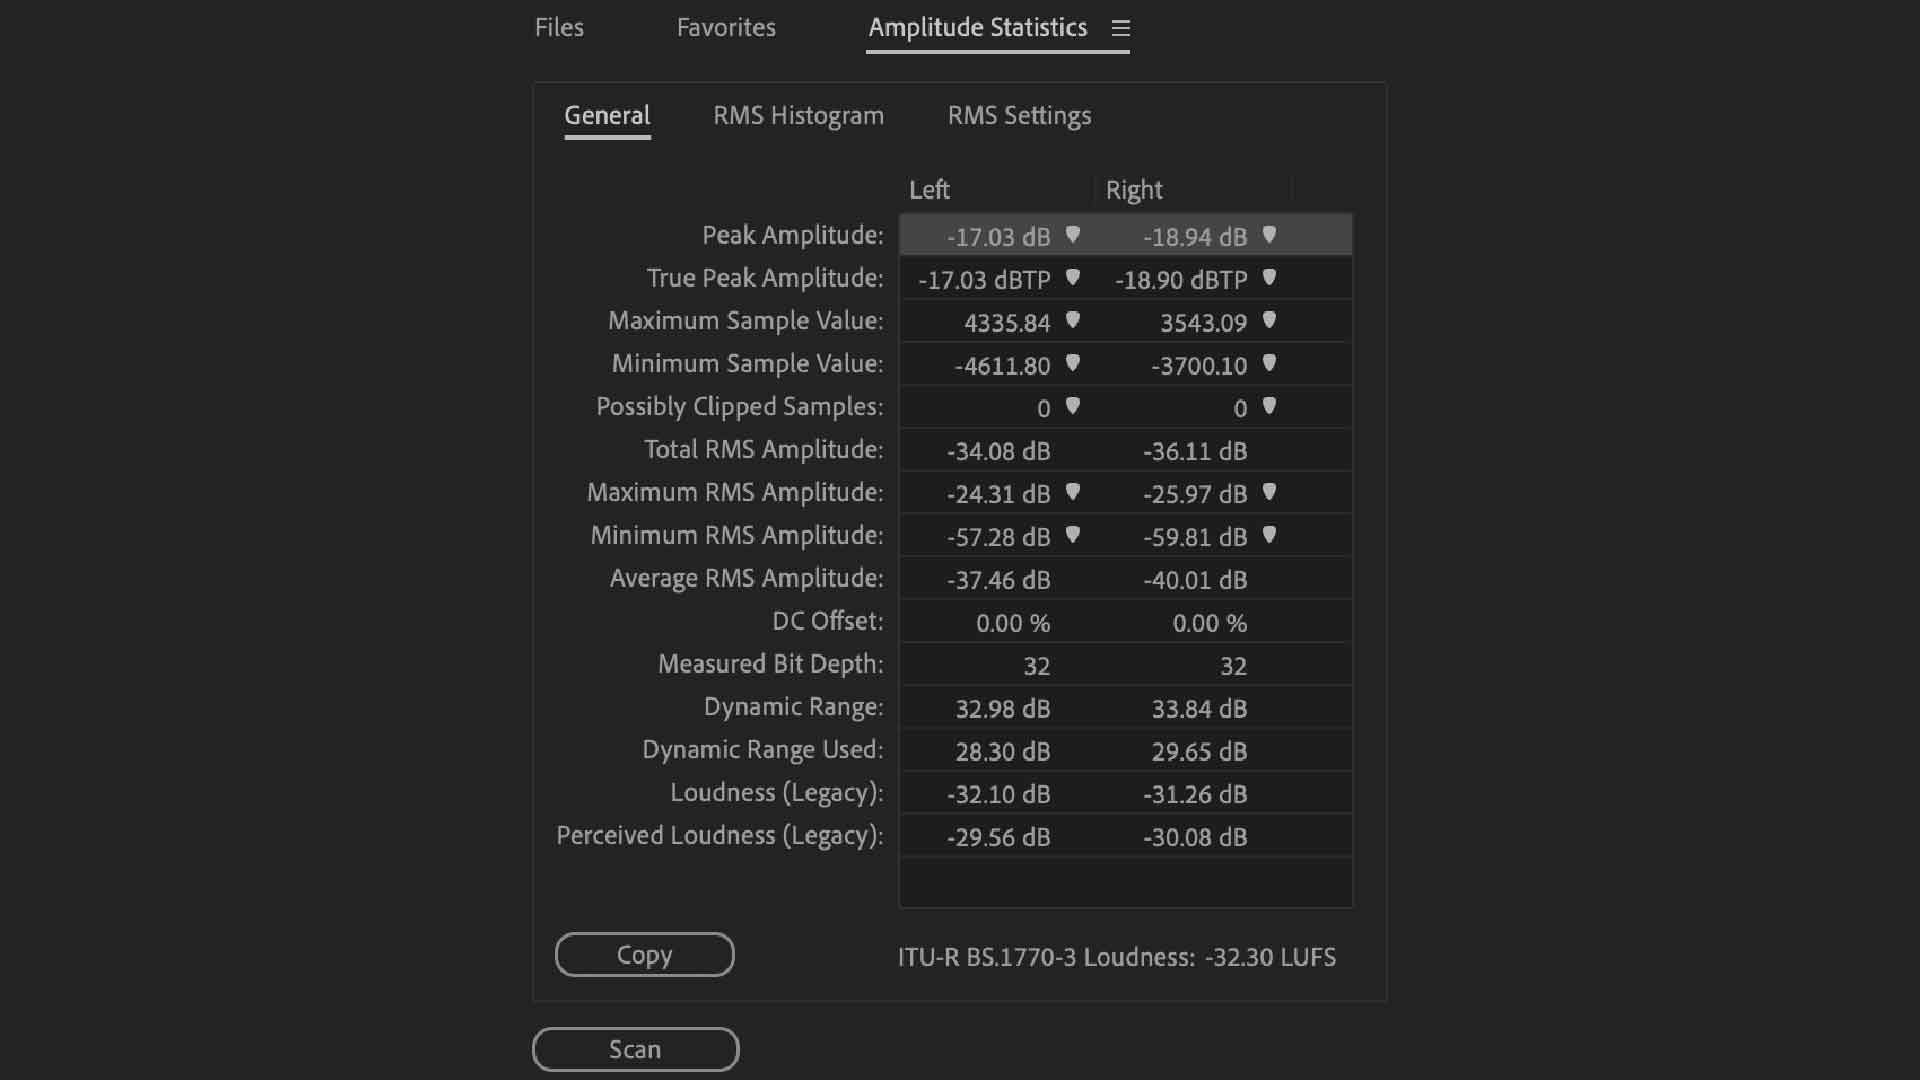 Files Favorites Amplitude Statistics
General RMS Histogram RMS Settings
Left Right
Peak Amplitude: -17.03 dB -18.94 dB
True Peak Amplitude: -17.03 dBTP -18.90 dBTP
Maximum Sample Value: 4335.84 3543.09
Minimum Sample Value: -4611.80 -3700.10
Possibly Clipped Samples: 0 0
Total RMS Amplitude: -34.08 dB -36.11 dB
Maximum RMS Amplitude: -24.31 dB -25.97 dB
Minimum RMS Amplitude: -57.28 dB -59.81 dB
Average RMS Amplitude: -37.46 dB -40.01 dB
DC Offset: 0.00 % 0.00 %
Measured Bit Depth: 32 32
Dynamic Range: 32.98 dB 33.84 dB
Dynamic Range Used: 28.30 dB 29.65 dB
Loudness (Legacy): -32.10 dB -31.26 dB
Perceived Loudness (Legacy): -29.56 dB -30.08 dB
Copy ITU-R BS.1770-3 Loudness: -32.30 LUFS
Scan